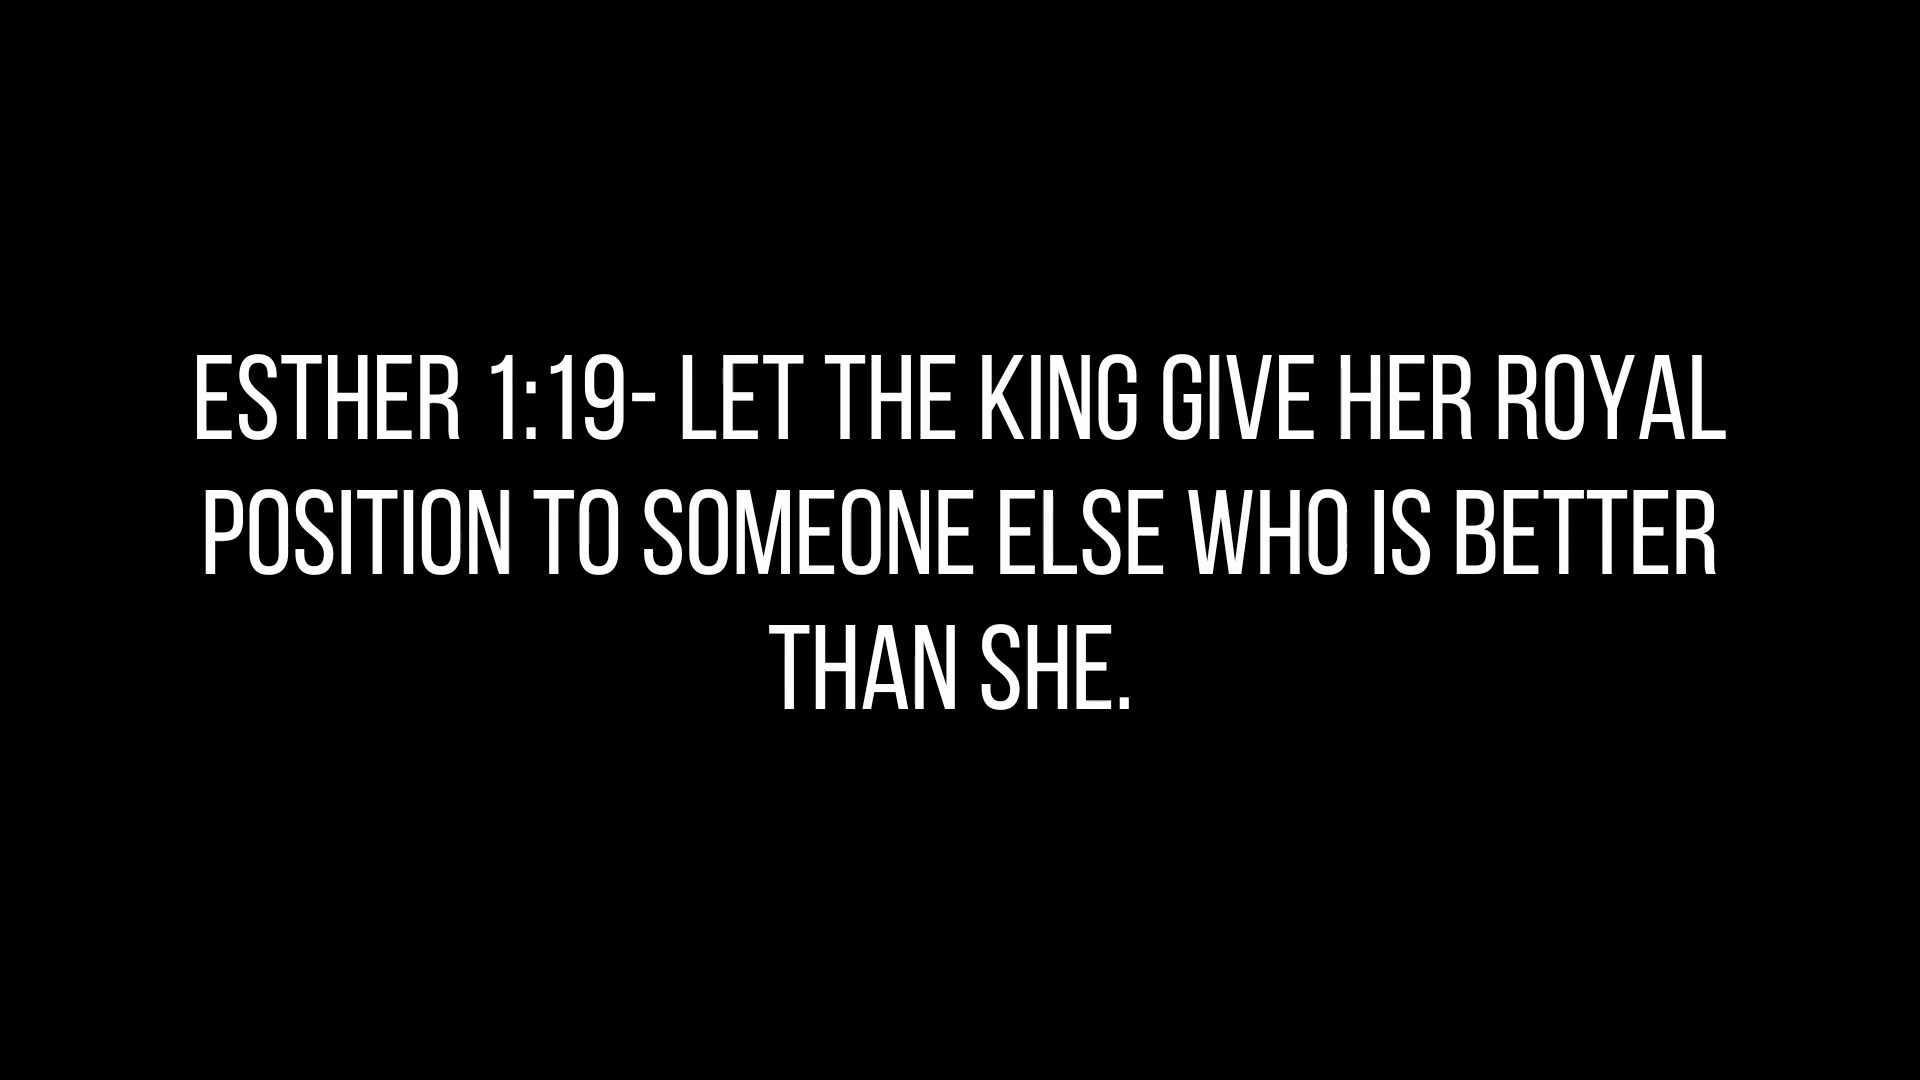 ESTHER 1:19- LET THE KING GIVE HER ROYAL
POSITION TO SOMEONE ELSE WHO IS BETTER
THAN SHE.